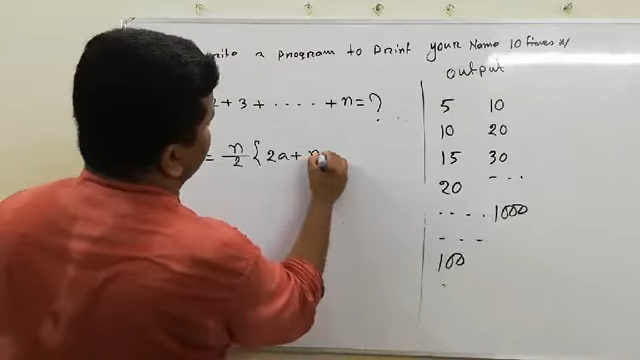 a program to Print your Name 10 times
output
2 + 3 + ..... + n = ?
= n/2 { 2a + n
5 10
10 20
15 30
20 ---
.... 1000
---
100